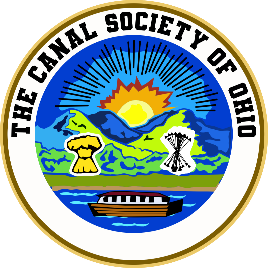 THE CANAL SOCIETY OF OHIO